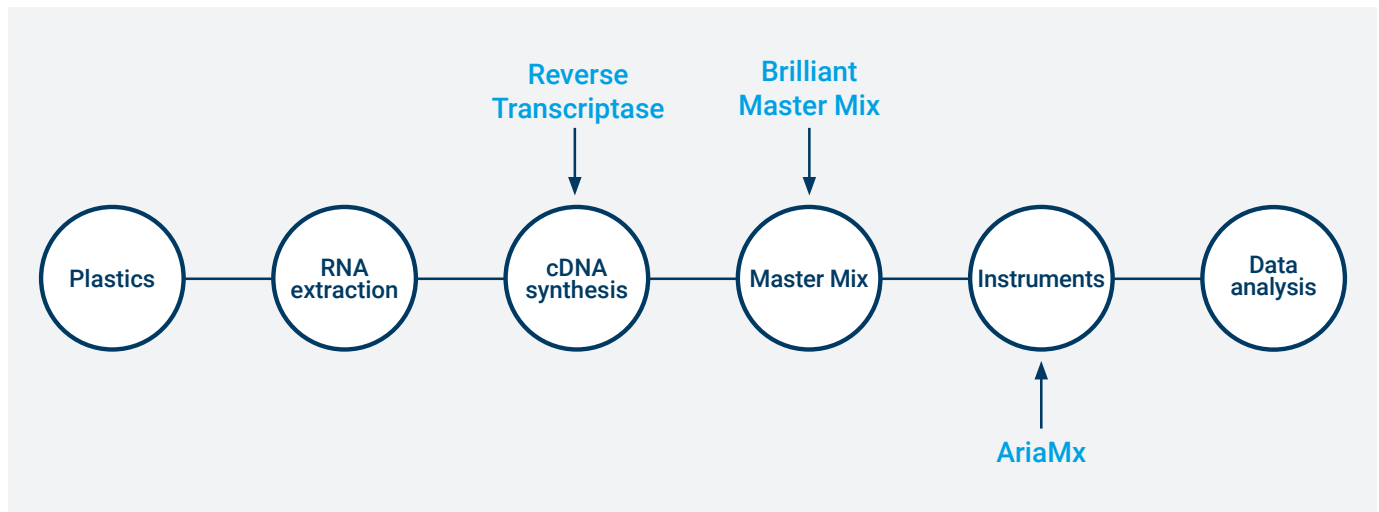 Reverse
Transcriptase
Brilliant
Master Mix
Plastics
RNA
extraction
cDNA
synthesis
Master Mix
Instruments
Data
analysis
AriaMx